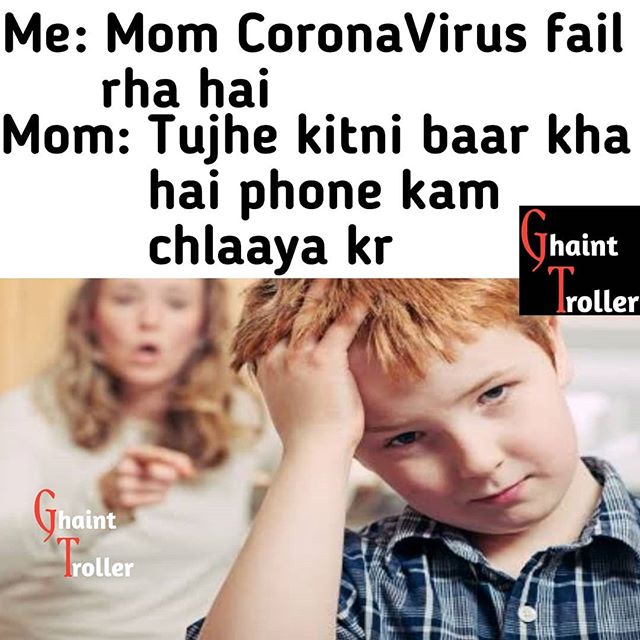 Me: Mom CoronaVirus fail
rha hai
Mom: Tujhe kitni baar kha
hai phone kam
chlaaya kr
Ghaint
Troller
Ghaint
Troller